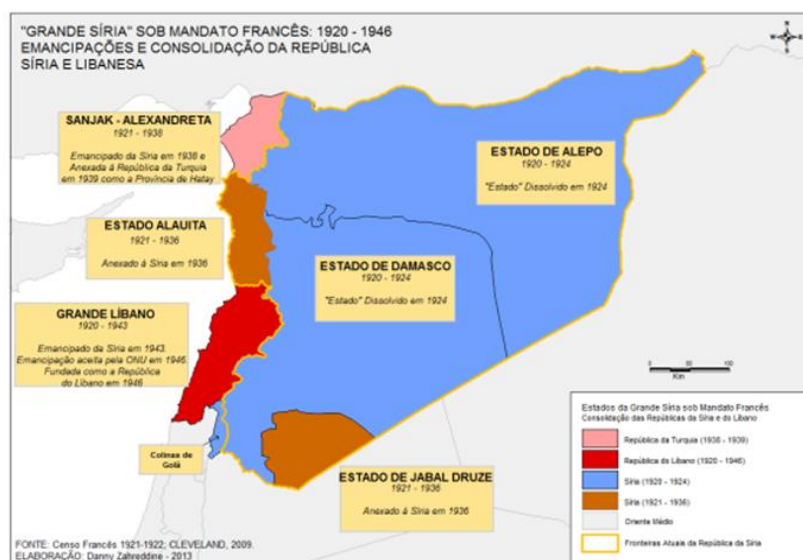 "GRANDE SÍRIA" SOB MANDATO FRANCÊS: 1920 - 1946
EMANCIPAÇÕES E CONSOLIDAÇÃO DA REPÚBLICA
SÍRIA E LIBANESA
SANJAK - ALEXANDRETA
1921 - 1938
Emancipado da Síria em 1938 e
Anexada á República da Turquia
em 1939 como a Província de Hatay
ESTADO DE ALEPO
1920 - 1924
"Estado" Dissolvido em 1924
ESTADO ALAUITA
1921 - 1936
Anexado á Síria em 1936
ESTADO DE DAMASCO
1920 - 1924
"Estado" Dissolvido em 1924
GRANDE LÍBANO
1920 - 1943
Emancipado da Síria em 1943.
Emancipação aceita pela ONU em 1946.
Fundada como a República
do Líbano em 1946
Colinas de
Golã
ESTADO DE JABAL DRUZE
1921 - 1936
Anexado á Síria em 1936
0 50 100
Km
Estados da Grande Síria sob Mandato Francês
Consolidação das Repúblicas da Síria e do Líbano
República da Turquia (1938 - 1939)
República do Líbano (1920 - 1946)
Síria (1920 - 1924)
Síria (1921 - 1936)
Oriente Médio
Fronteiras Atuais da República da Síria
FONTE: Censo Francês 1921-1922; CLEVELAND, 2009.
ELABORAÇÃO: Danny Zahreddine - 2013